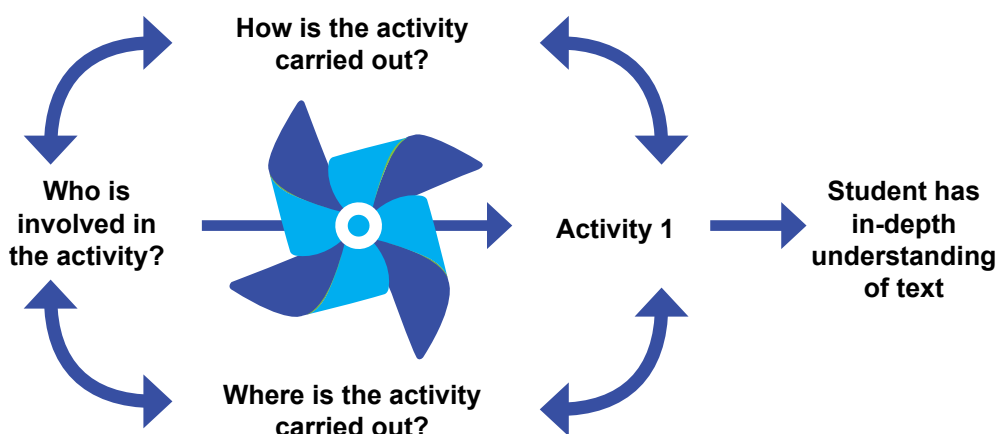 How is the activity
carried out?
Who is
involved in
the activity?
Activity 1
Student has
in-depth
understanding
of text
Where is the activity
carried out?